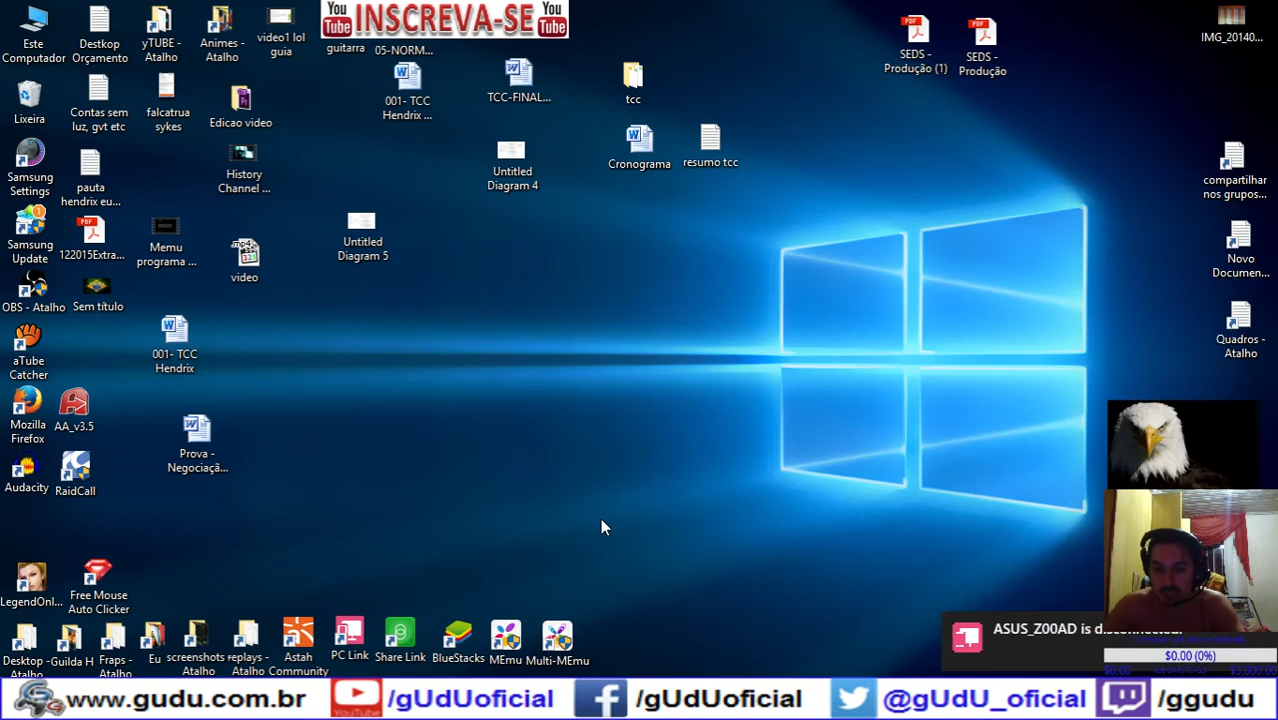 You
Tube
INSCREVA-SE
You
Tube
Este
Computador
Destkop
Orçamento
yTUBE -
Atalho
Animes -
Atalho
video1 lol
guia
guitarra
05-NORM...
SEDS -
Produção (1)
SEDS -
Produção
IMG_20140...
Lixeira
Contas sem
luz, gvt etc
falcatrua
sykes
Edicao video
001- TCC
Hendrix ...
TCC-FINAL...
tcc
Cronograma
resumo tcc
Samsung
Settings
pauta
hendrix eu...
History
Channel ...
Untitled
Diagram 4
compartilhar
nos grupos...
Samsung
Update
122015Extra...
Memu
programa ...
video
Untitled
Diagram 5
Novo
Documen...
OBS - Atalho
Sem título
aTube
Catcher
001- TCC
Hendrix
Quadros -
Atalho
Mozilla
Firefox
AA_v3.5
Prova -
Negociaçã...
Audacity
RaidCall
LegendOnl...
Free Mouse
Auto Clicker
Desktop -
Atalho
Guilda H
Fraps -
Atalho
Eu
screenshots
Atalho
replays -
Atalho
Astah
Community
PC Link
Share Link
BlueStacks
MEmu
Multi-MEmu
ASUS_Z00AD is disconnected.
$0.00 (0%)
www.gudu.com.br
YouTube
/gUdUoficial
/gUdUoficial
@gUdU_oficial
/ggudu